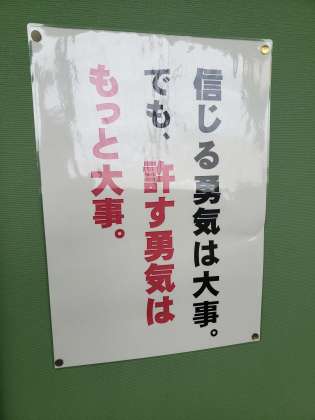 信じる勇気は大事。
でも、許す勇気は
もっと大事。